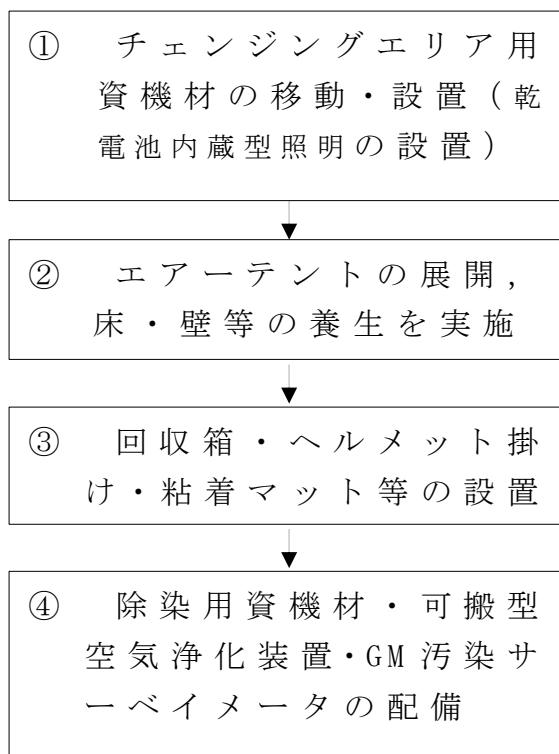 ① チェンジングエリア用
資機材の移動・設置(乾
電池内蔵型照明の設置)
② エアーテントの展開,
床・壁等の養生を実施
③ 回収箱・ヘルメット掛
け・粘着マット等の設置
④ 除染用資機材・可搬型
空気浄化装置・GM汚染サ
ーベイメータの配備